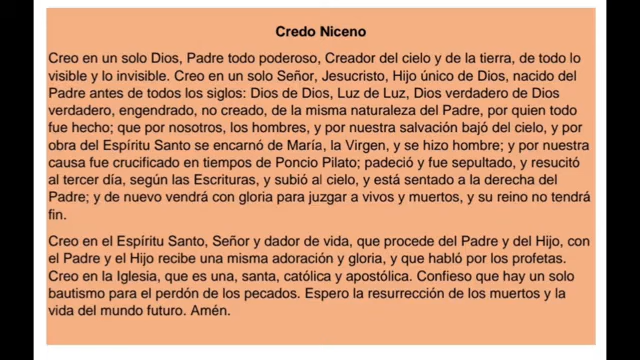 Credo Niceno
Creo en un solo Dios, Padre todo poderoso, Creador del cielo y de la tierra, de todo lo
visible y lo invisible. Creo en un solo Señor, Jesucristo, Hijo único de Dios, nacido del
Padre antes de todos los siglos: Dios de Dios, Luz de Luz, Dios verdadero de Dios
verdadero, engendrado, no creado, de la misma naturaleza del Padre, por quien todo
fue hecho; que por nosotros, los hombres, y por nuestra salvación bajó del cielo, y por
obra del Espíritu Santo se encarnó de María, la Virgen, y se hizo hombre; y por nuestra
causa fue crucificado en tiempos de Poncio Pilato; padeció y fue sepultado, y resucitó
al tercer día, según las Escrituras, y subió al cielo, y está sentado a la derecha del
Padre; y de nuevo vendrá con gloria para juzgar a vivos y muertos, y su reino no tendrá
fin.
Creo en el Espíritu Santo, Señor y dador de vida, que procede del Padre y del Hijo, con
el Padre y el Hijo recibe una misma adoración y gloria, y que habló por los profetas.
Creo en la Iglesia, que es una, santa, católica y apostólica. Confieso que hay un solo
bautismo para el perdón de los pecados. Espero la resurrección de los muertos y la
vida del mundo futuro. Amén.